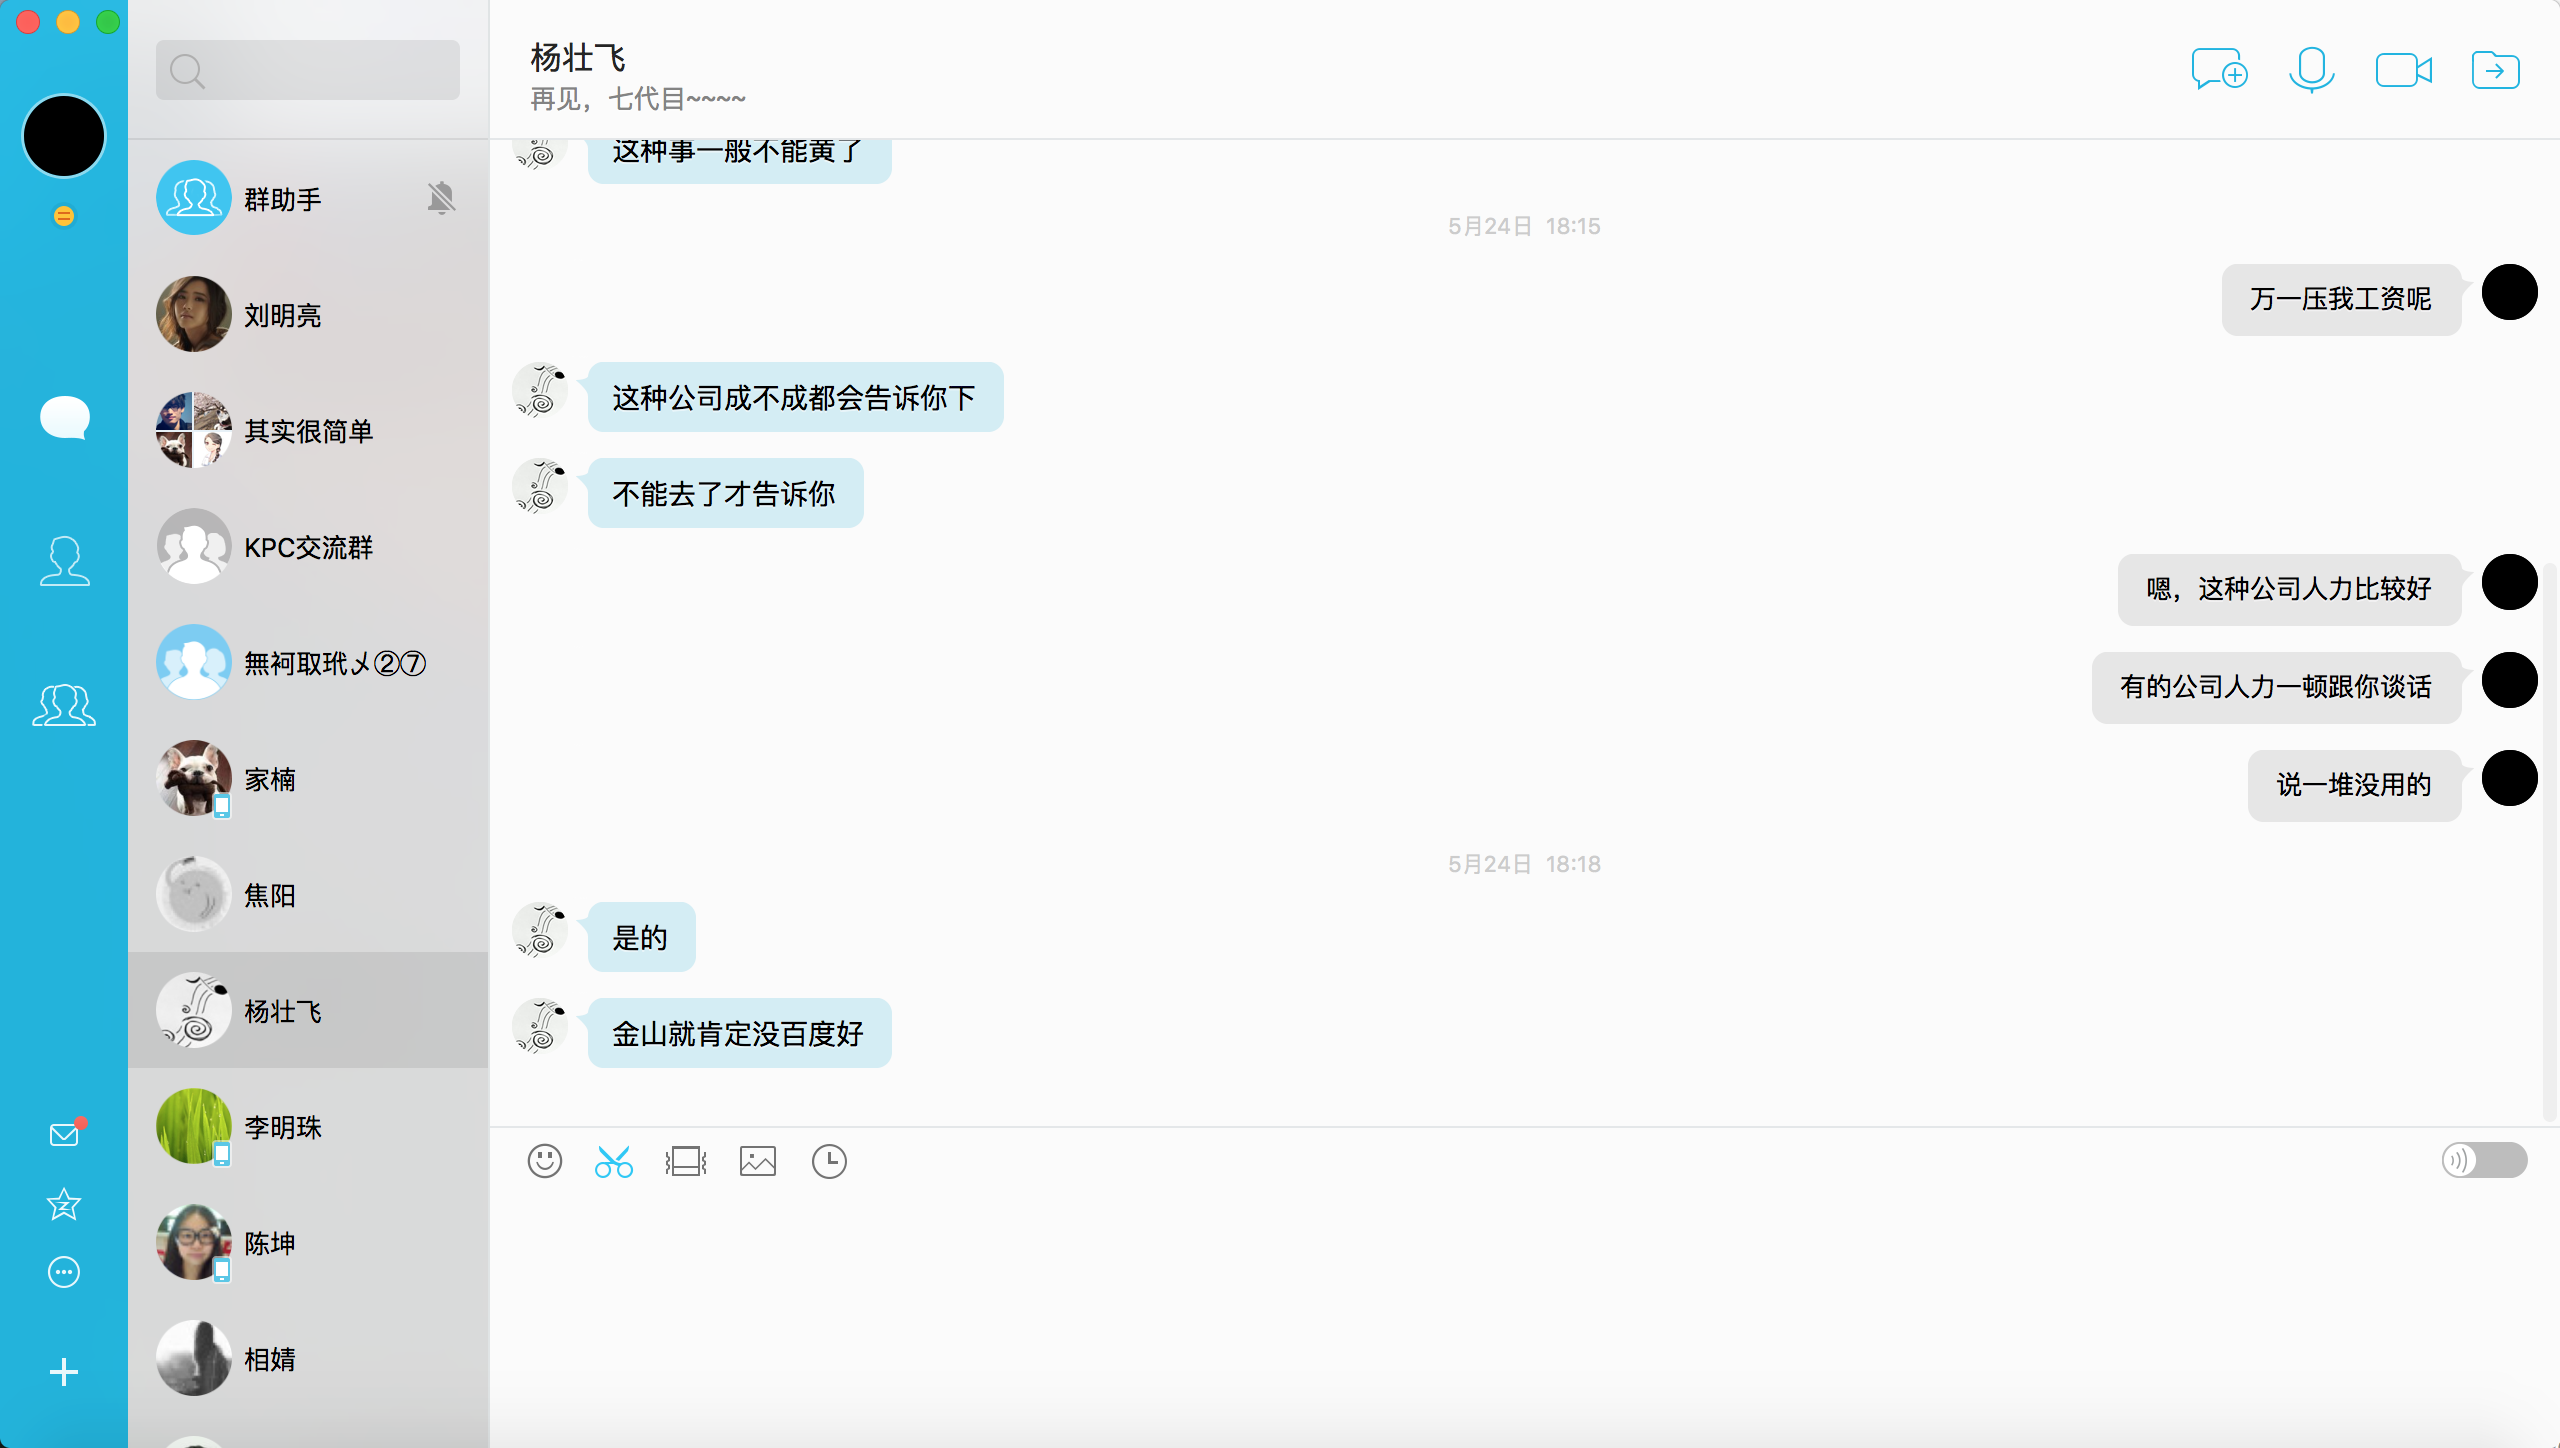 群助手
刘明亮
其实很简单
KPC交流群
無袔取玳メ②⑦
家楠
焦阳
杨壮飞
李明珠
陈坤
相婧
杨壮飞
再见，七代目~~~~
这种事一般不能黄了
5月24日 18:15
万一压我工资呢
这种公司成不成都会告诉你下
不能去了才告诉你
嗯，这种公司人力比较好
有的公司人力一顿跟你谈话
说一堆没用的
5月24日 18:18
是的
金山就肯定没百度好